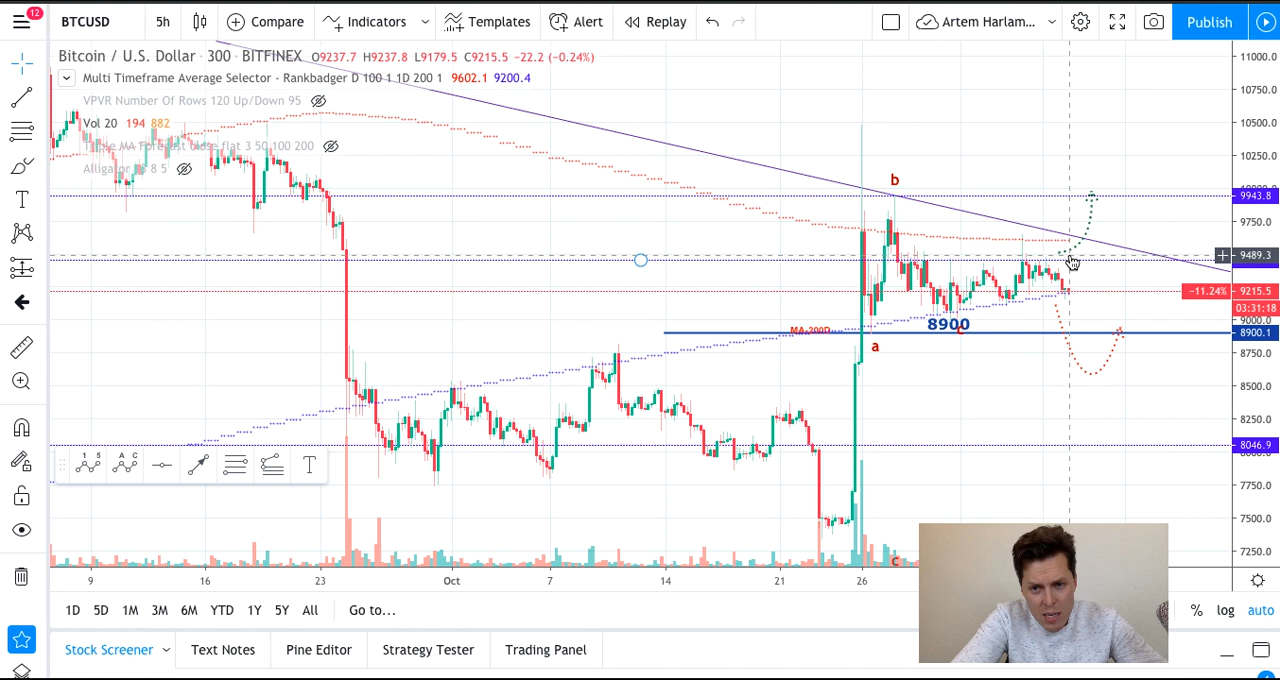 12
BTCUSD 5h Compare Indicators Templates Alert Replay Artem Harlam... Publish
Bitcoin / U.S. Dollar · 300 · BITFINEX O9237.7 H9237.8 L9179.5 C9215.5 -22.2 (-0.24%)
Multi Timeframe Average Selector - Rankbadger D 100 1 1D 200 1 9602.1 9200.4
VPVR Number Of Rows 120 Up/Down 95
Vol 20 194 882
Alligator
11000.0
10750.0
10500.0
10250.0
9943.8
9750.0
9489.3
-11.24% 9215.5
03:31:18
9000.0
8900.1
8750.0
8500.0
8250.0
8046.9
7750.0
7500.0
7250.0
b
8900
MA-200D
c
a
1 5
A C
T
T
c
9 16 23 Oct 7 14 21 26
1D 5D 1M 3M 6M YTD 1Y 5Y All Go to... % log auto
Stock Screener Text Notes Pine Editor Strategy Tester Trading Panel